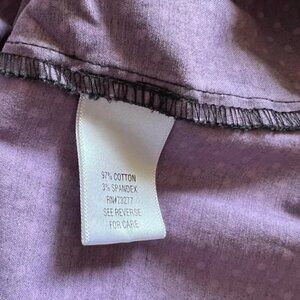 97% COTTON
3% SPANDEX
RN#73277
SEE REVERSE
FOR CARE